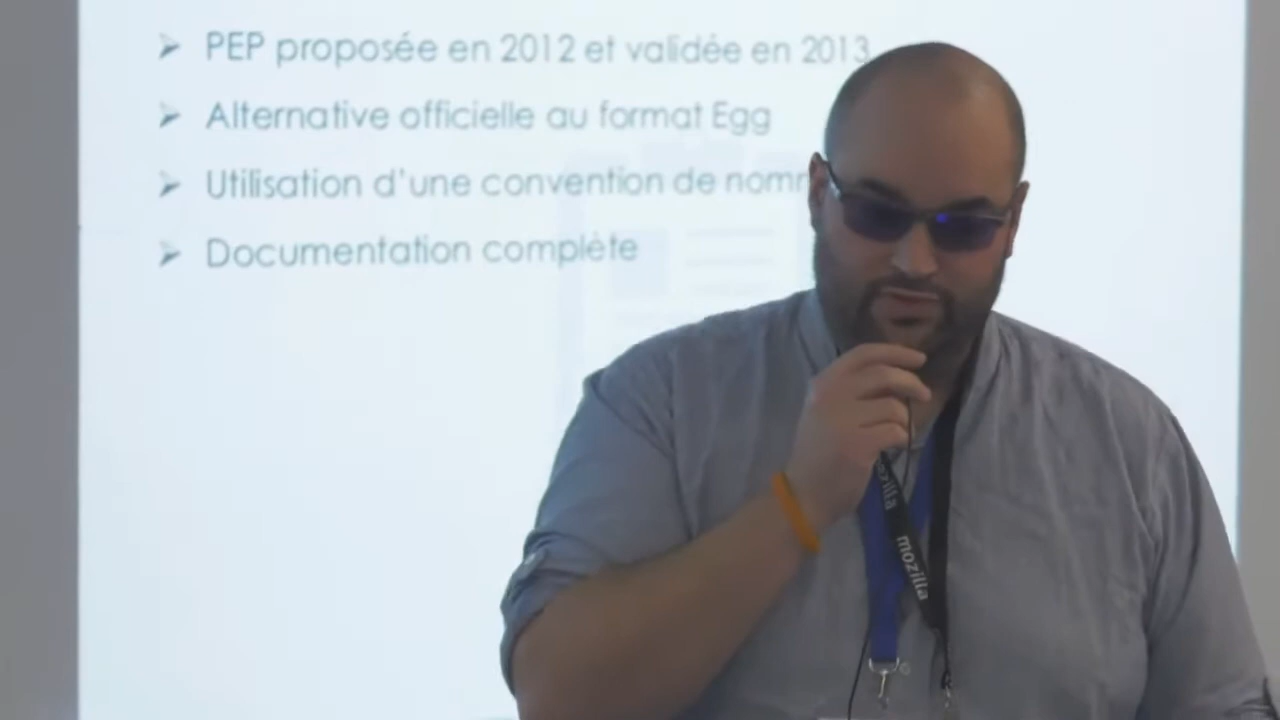 PEP proposée en 2012 et validée en 2013
Alternative officielle au format Egg
Utilisation d'une convention de
Documentation complète
mozilla